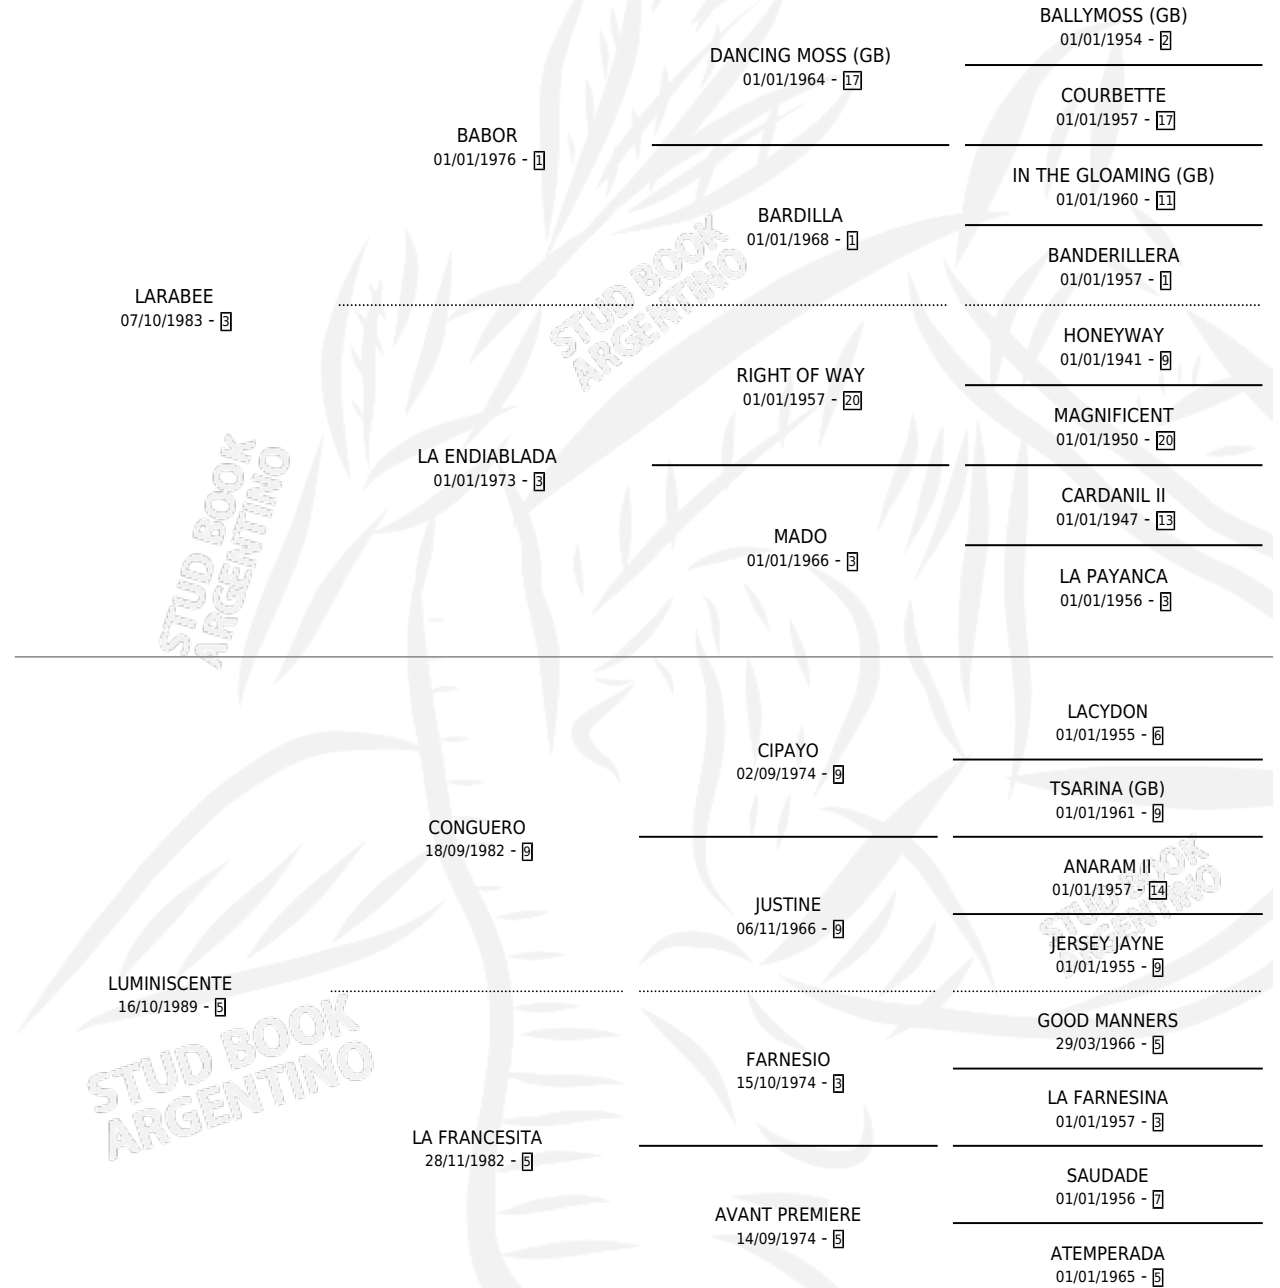 BALLYMOSS (GB)
01/01/1954 - 2
DANCING MOSS (GB)
01/01/1964 - 17
COURBETTE
01/01/1957 - 17
BABOR
01/01/1976 - 1
IN THE GLOAMING (GB)
01/01/1960 - 11
BARDILLA
01/01/1968 - 1
BANDERILLERA
01/01/1957 - 1
LARABEE
07/10/1983 - 3
HONEYWAY
01/01/1941 - 9
RIGHT OF WAY
01/01/1957 - 20
MAGNIFICENT
01/01/1950 - 20
LA ENDIABLADA
01/01/1973 - 3
CARDANIL II
01/01/1947 - 13
MADO
01/01/1966 - 3
LA PAYANCA
01/01/1956 - 3
STUD BOOK
ARGENTINO
STUD BOOK
ARGENTINO
LACYDON
01/01/1955 - 6
CIPAYO
02/09/1974 - 9
TSARINA (GB)
01/01/1961 - 9
CONGUERO
18/09/1982 - 9
ANARAM II
01/01/1957 - 14
JUSTINE
06/11/1966 - 9
JERSEY JAYNE
01/01/1955 - 9
STUD BOOK
ARGENTINO
LUMINISCENTE
16/10/1989 - 5
GOOD MANNERS
29/03/1966 - 5
FARNESIO
15/10/1974 - 3
LA FARNESINA
01/01/1957 - 3
LA FRANCESITA
28/11/1982 - 5
SAUDADE
01/01/1956 - 7
AVANT PREMIERE
14/09/1974 - 5
ATEMPERADA
01/01/1965 - 5
STUD BOOK
ARGENTINO